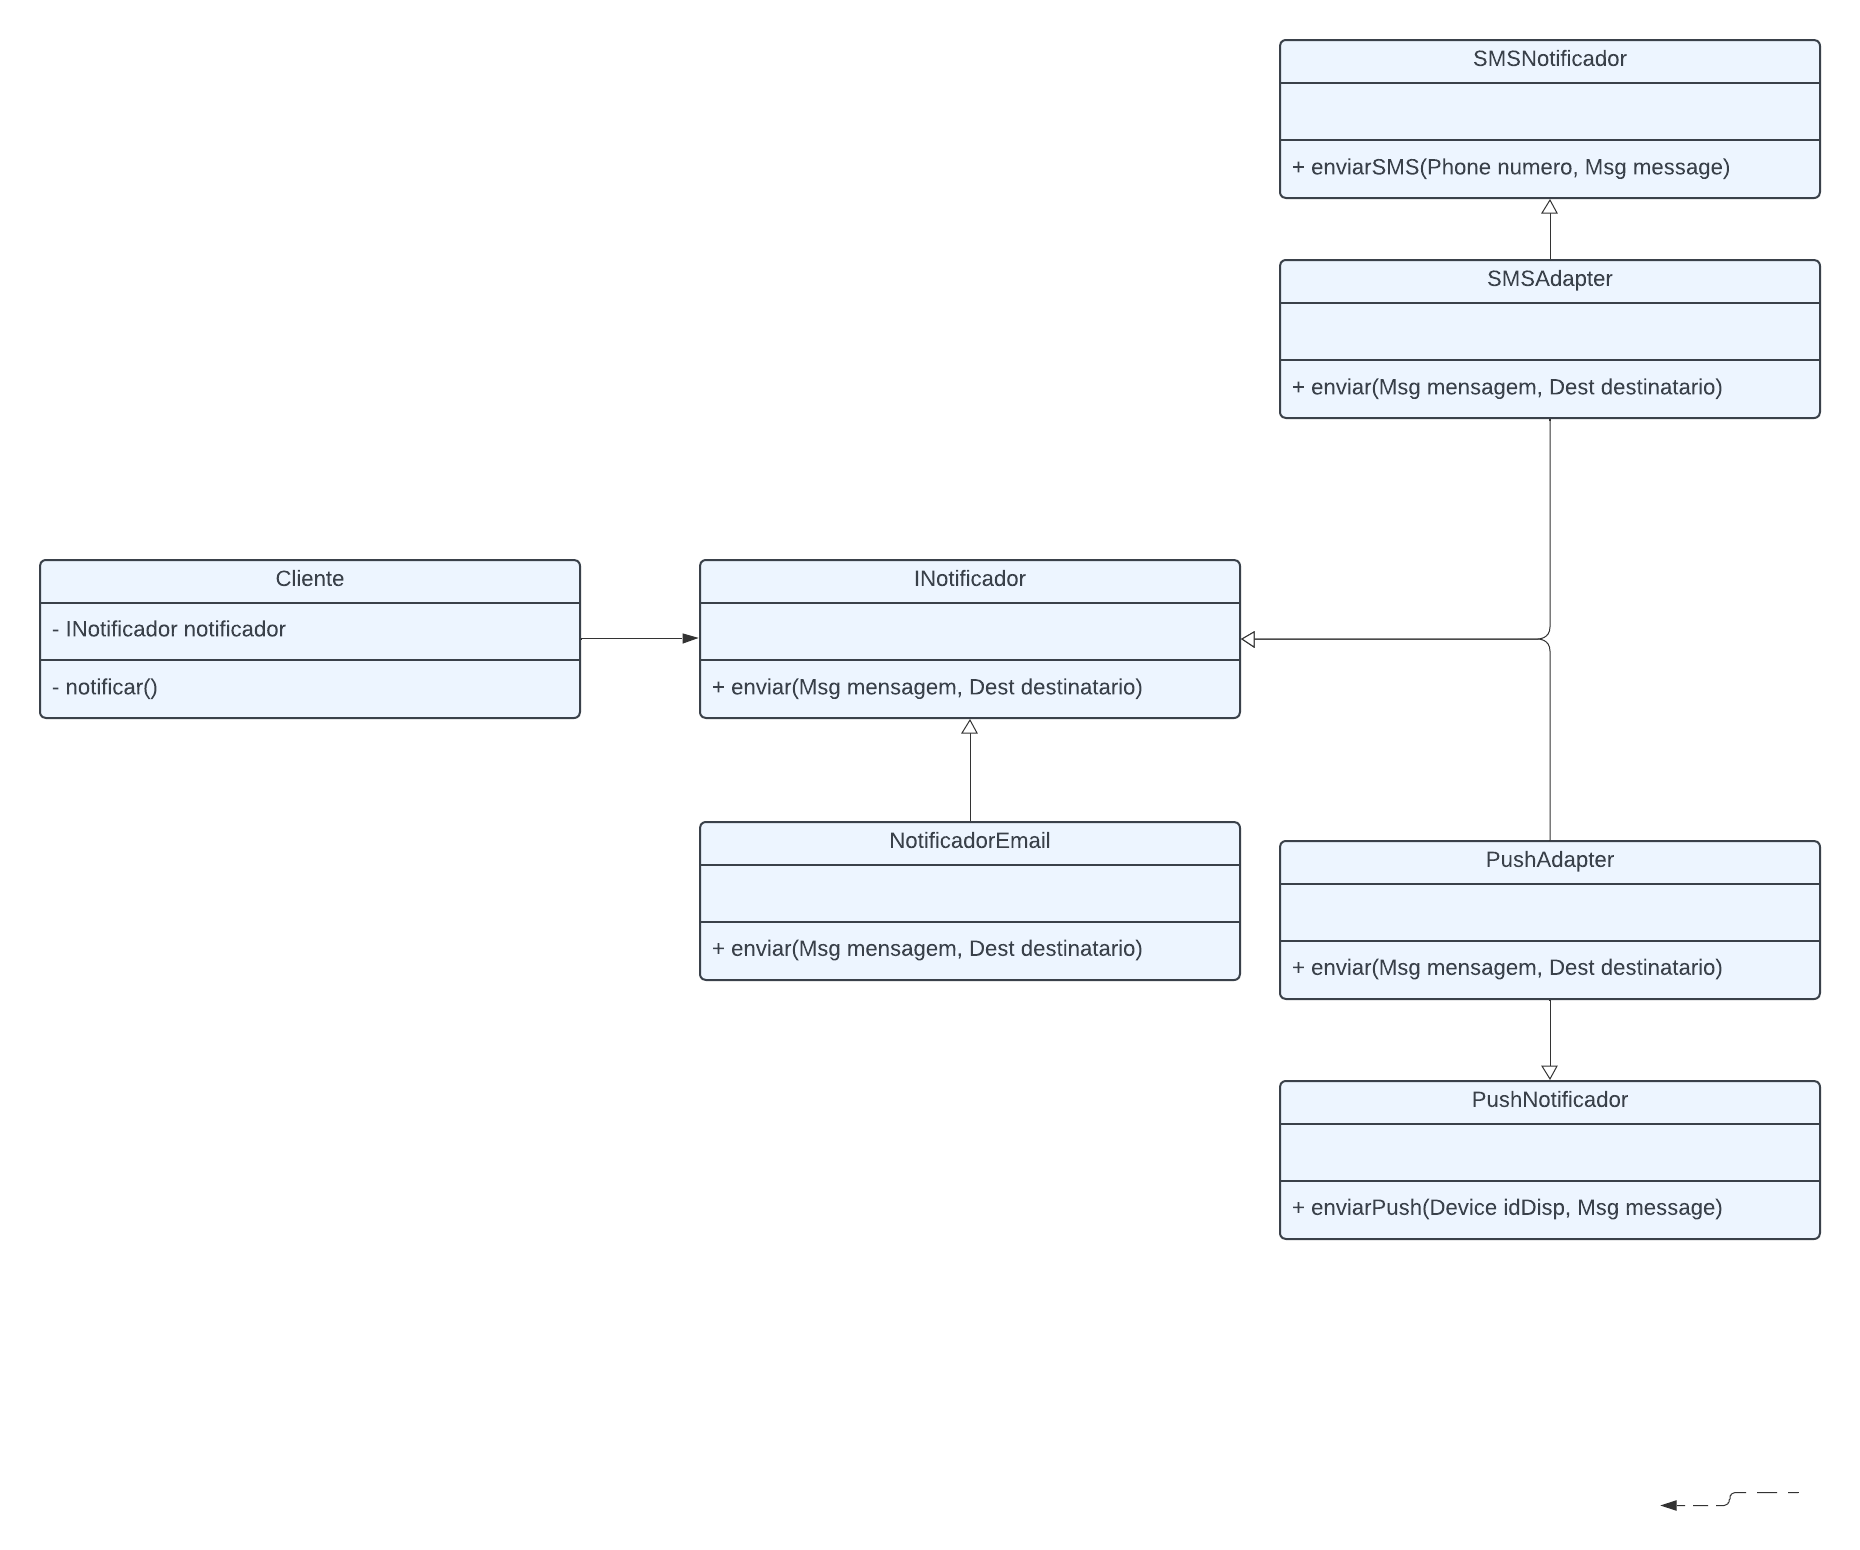 SMSNotificador
+ enviarSMS(Phone numero, Msg message)
SMSAdapter
+ enviar(Msg mensagem, Dest destinatario)
Cliente
- INotificador notificador
- notificar()
INotificador
+ enviar(Msg mensagem, Dest destinatario)
NotificadorEmail
+ enviar(Msg mensagem, Dest destinatario)
PushAdapter
+ enviar(Msg mensagem, Dest destinatario)
PushNotificador
+ enviarPush(Device idDisp, Msg message)